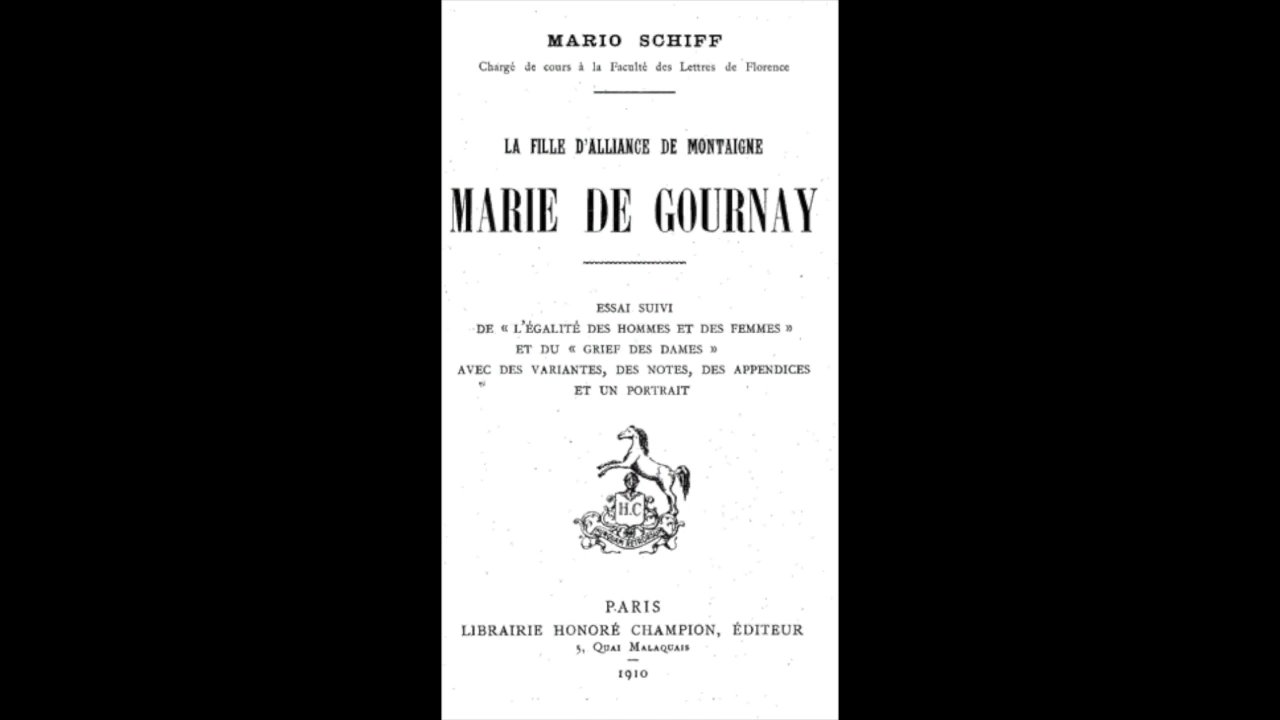 MARIO SCHIFF
Chargé de cours à la Faculté des Lettres de Florence
LA FILLE D'ALLIANCE DE MONTAIGNE
MARIE DE GOURNAY
ESSAI SUIVI
DE « L'ÉGALITÉ DES HOMMES ET DES FEMMES »
ET DU « GRIEF DES DAMES »
AVEC DES VARIANTES, DES NOTES, DES APPENDICES
ET UN PORTRAIT
H.C
PARIS
LIBRAIRIE HONORÉ CHAMPION, ÉDITEUR
5, QUAI MALAQUAIS
1910